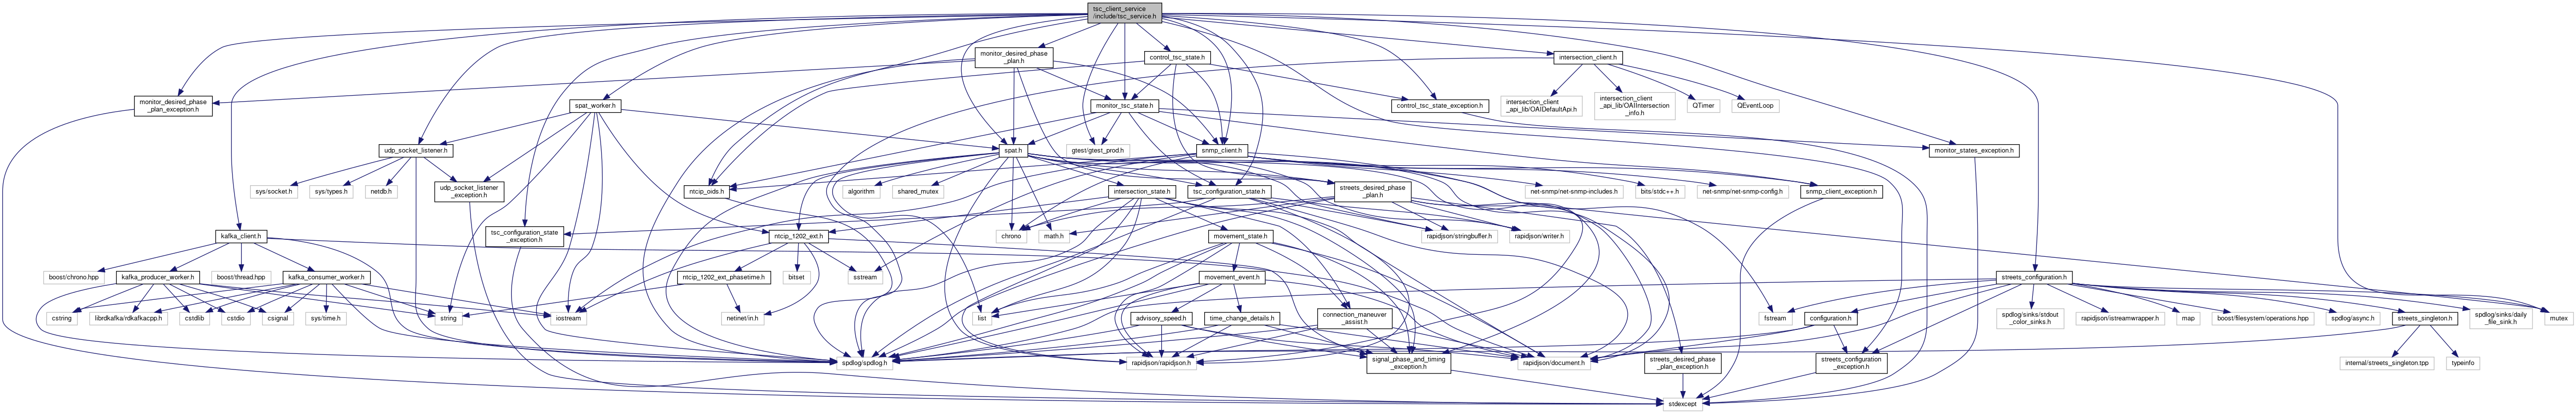 tsc_client_service
/include/tsc_service.h
monitor_desired_phase
_plan.h
control_tsc_state.h
intersection_client.h
monitor_desired_phase
_plan_exception.h
spat_worker.h
monitor_tsc_state.h
control_tsc_state_exception.h
intersection_client
_api_lib/OAIDefaultApi.h
intersection_client
_api_lib/OAIIntersection
_info.h
QTimer
QEventLoop
udp_socket_listener.h
spat.h
gtest/gtest_prod.h
snmp_client.h
monitor_states_exception.h
sys/socket.h
sys/types.h
netdb.h
udp_socket_listener
_exception.h
ntcip_oids.h
algorithm
shared_mutex
intersection_state.h
tsc_configuration_state.h
streets_desired_phase
_plan.h
net-snmp/net-snmp-includes.h
bits/stdc++.h
net-snmp/net-snmp-config.h
snmp_client_exception.h
kafka_client.h
tsc_configuration_state
_exception.h
ntcip_1202_ext.h
chrono
math.h
movement_state.h
rapidjson/stringbuffer.h
rapidjson/writer.h
boost/chrono.hpp
kafka_producer_worker.h
boost/thread.hpp
kafka_consumer_worker.h
ntcip_1202_ext_phasetime.h
bitset
sstream
movement_event.h
streets_configuration.h
cstring
librdkafka/rdkafkacpp.h
cstdlib
cstdio
csignal
sys/time.h
string
iostream
netinet/in.h
list
advisory_speed.h
time_change_details.h
connection_maneuver
_assist.h
fstream
configuration.h
spdlog/sinks/stdout
_color_sinks.h
rapidjson/istreamwrapper.h
map
boost/filesystem/operations.hpp
spdlog/async.h
streets_singleton.h
spdlog/sinks/daily
_file_sink.h
mutex
spdlog/spdlog.h
rapidjson/rapidjson.h
signal_phase_and_timing
_exception.h
rapidjson/document.h
streets_desired_phase
_plan_exception.h
streets_configuration
_exception.h
internal/streets_singleton.tpp
typeinfo
stdexcept